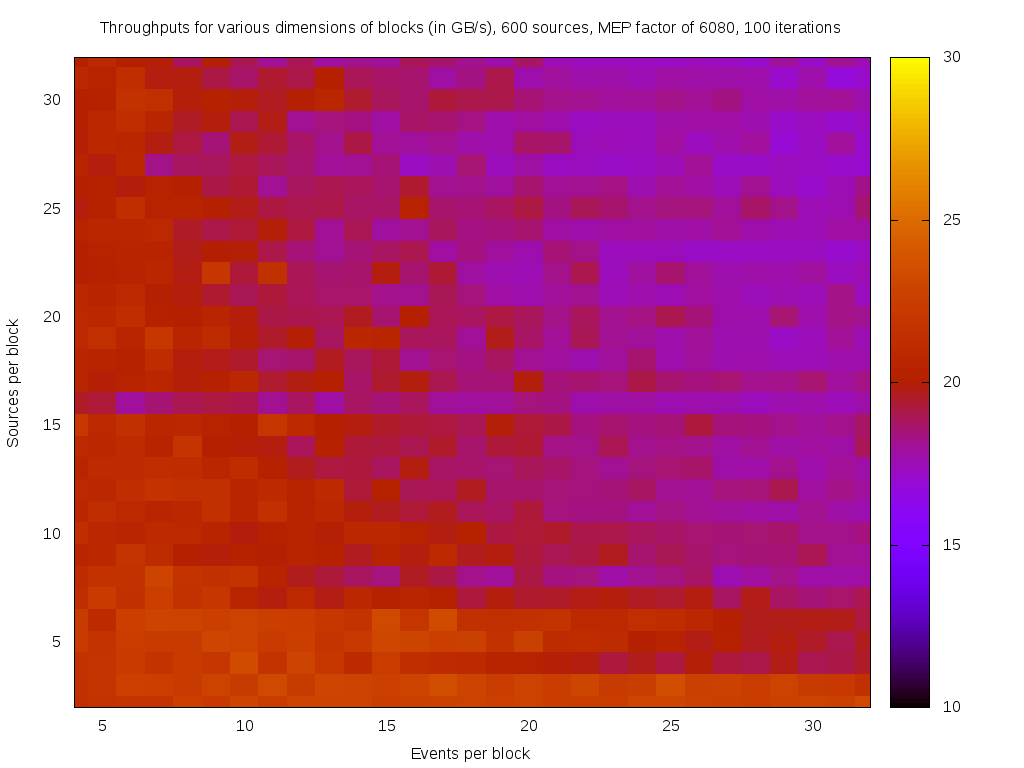 Throughputs for various dimensions of blocks (in GB/s), 600 sources, MEP factor of 6080, 100 iterations
30
25
20
15
10
5
Sources per block
5 10 15 20 25 30
Events per block
30
25
20
15
10